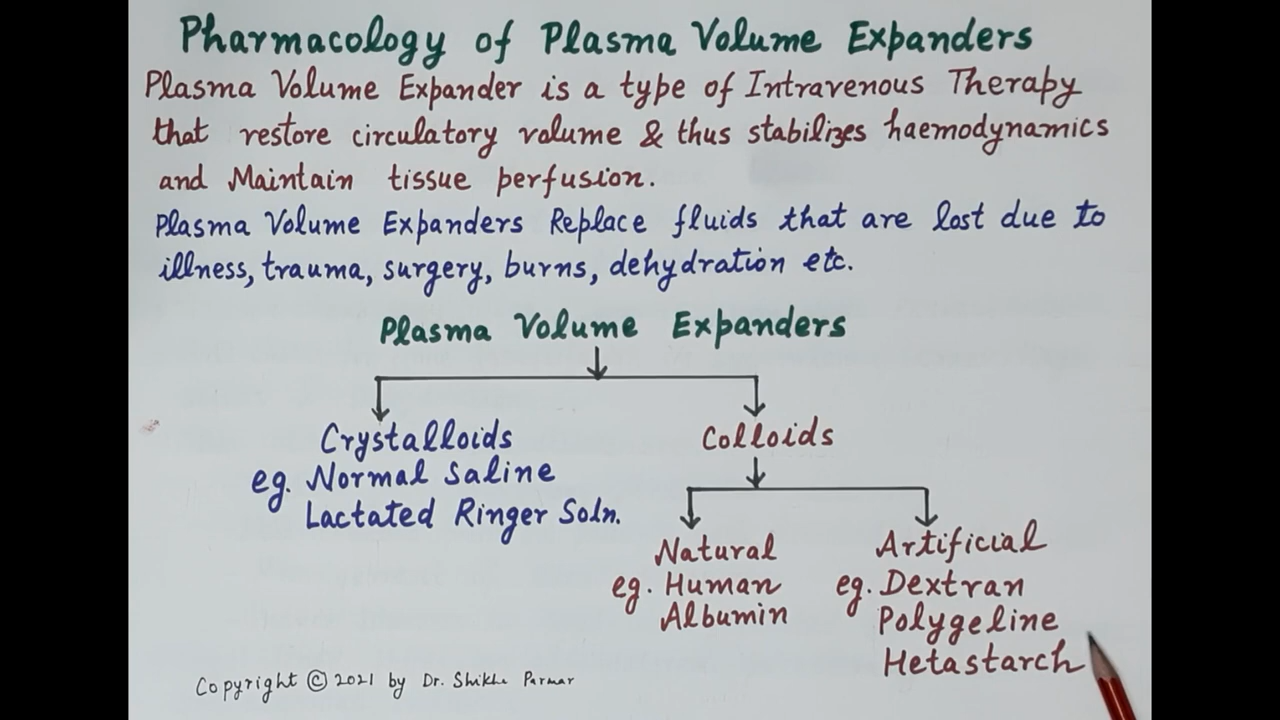 Pharmacology of Plasma Volume Expanders
Plasma Volume Expander is a type of Intravenous Therapy
that restore circulatory volume & thus stabilizes haemodynamics
and Maintain tissue perfusion.
Plasma Volume Expanders Replace fluids that are lost due to
illness, trauma, surgery, burns, dehydration etc.
Plasma Volume Expanders
Crystalloids
eg. Normal Saline
Lactated Ringer Soln.
Colloids
Natural
eg. Human
Albumin
Artificial
eg. Dextran
Polygeline
Hetastarch
Copyright © 2021 by Dr. Shikha Parmar